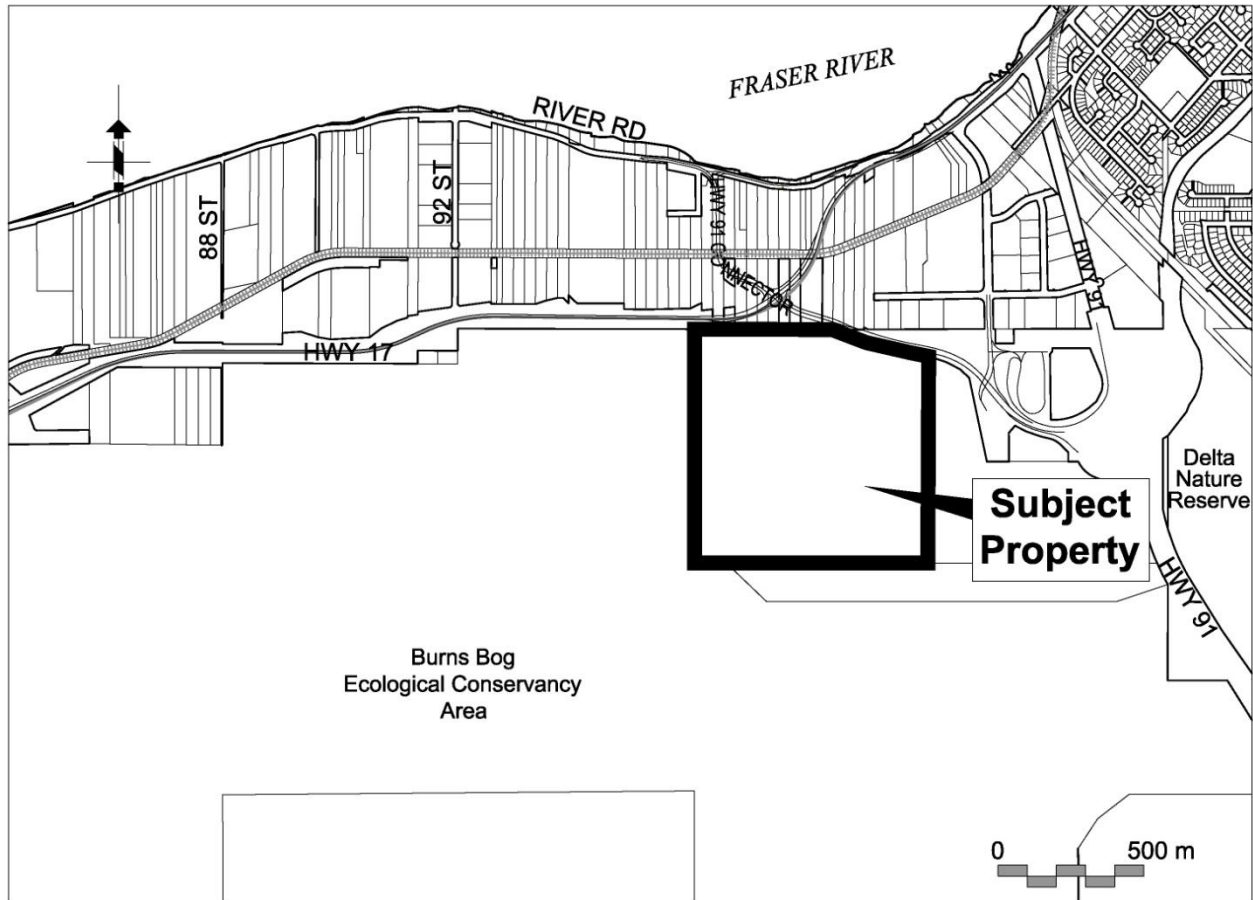 FRASER RIVER
RIVER RD
88 ST
92 ST
HWY 91 CONNECTOR
HWY 91
HWY 17
Delta
Nature
Reserve
Subject
Property
HWY 91
Burns Bog
Ecological Conservancy
Area
0 500 m